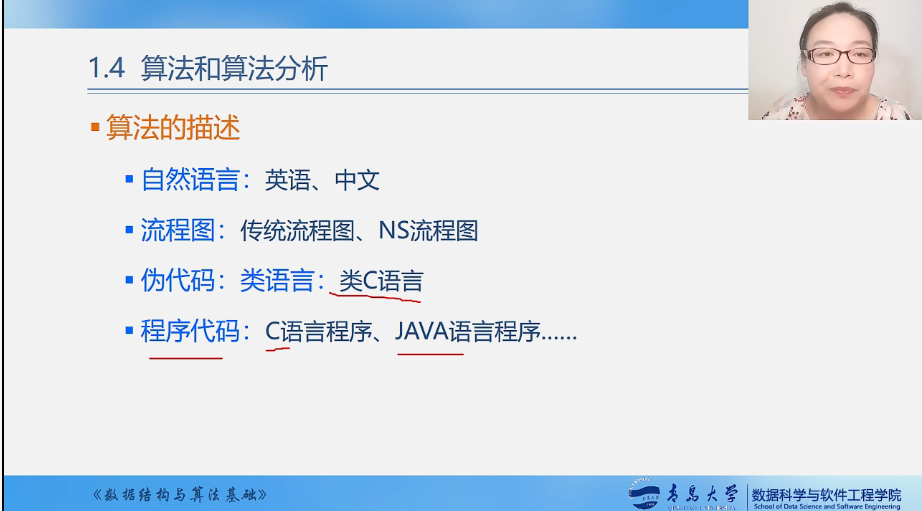 1.4 算法和算法分析
算法的描述
自然语言：英语、中文
流程图：传统流程图、NS流程图
伪代码：类语言：类C语言
程序代码：C语言程序、JAVA语言程序……
《数据结构与算法基础》
青岛大学
QINGDAO UNIVERSITY
数据科学与软件工程学院
School of Data Science and Software Engineering